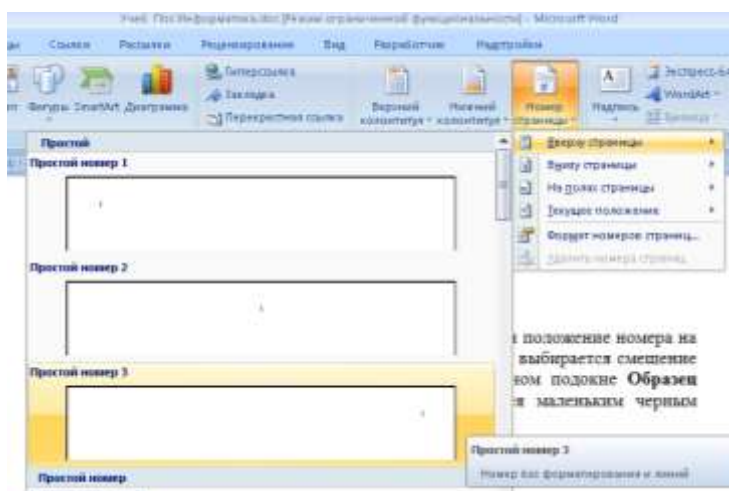 Учеб. Пос Информатика.doc [Режим ограниченной функциональности] - Microsoft Word
Ссылки Рассылки Рецензирование Вид Разработчик Надстройки
Фигуры SmartArt Диаграмма
Гиперссылка
Закладка
Перекрестная ссылка
Верхний колонтитул
Нижний колонтитул
Номер страницы
Надпись
WordArt
Простой
Простой номер 1
Простой номер 2
Простой номер 3
Простой номер
Вверху страницы
Внизу страницы
На полях страницы
Текущее положение
Формат номеров страниц...
Удалить номера страниц
положение номера на
выбирается смещение
подокне Образец
маленьким черным
Простой номер 3
Номер без форматирования и линий